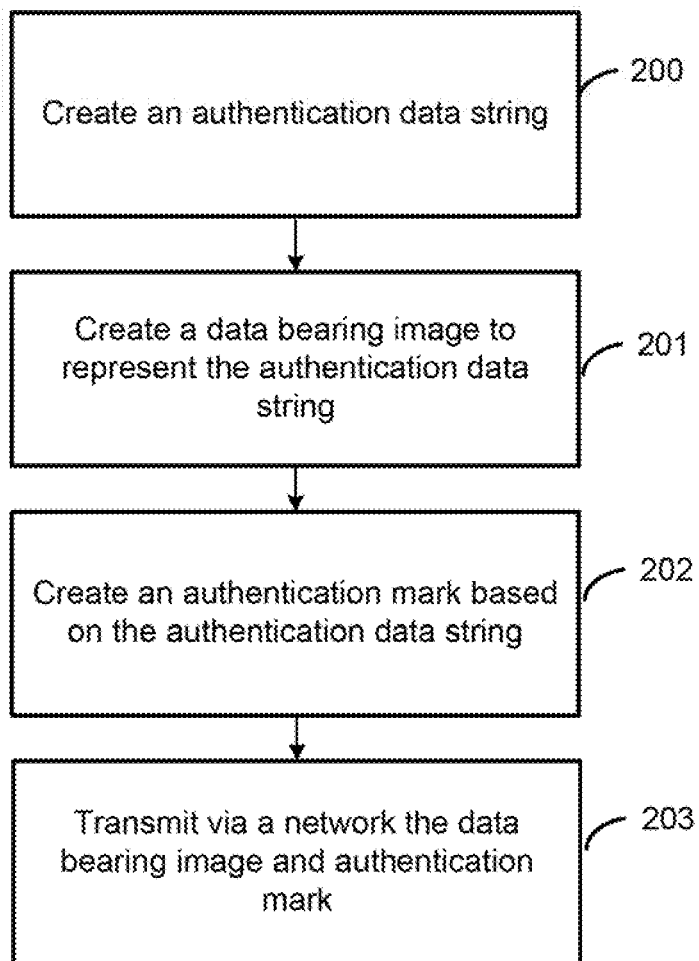 200
Create an authentication data string
201
Create a data bearing image to
represent the authentication data
string
202
Create an authentication mark based
on the authentication data string
203
Transmit via a network the data
bearing image and authentication
mark